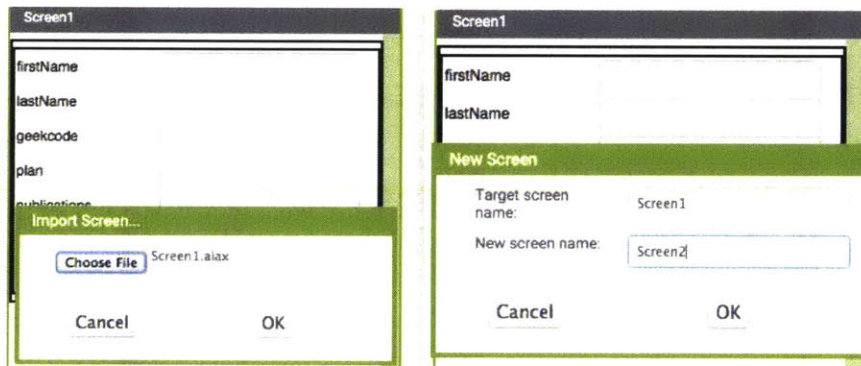 Screen1
firstName
lastName
geekcode
plan
publications
Import Screen...
Choose File Screen1.aiax
Cancel OK
Screen1
firstName
lastName
New Screen
Target screen name: Screen1
New screen name: Screen2
Cancel OK